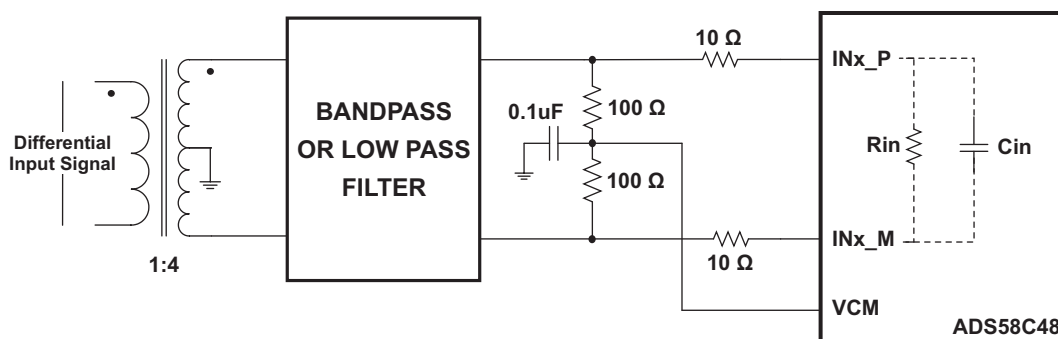 Differential
Input Signal
1:4
BANDPASS
OR LOW PASS
FILTER
0.1uF
100 Ω
100 Ω
10 Ω
10 Ω
INx_P
Rin
Cin
INx_M
VCM
ADS58C48